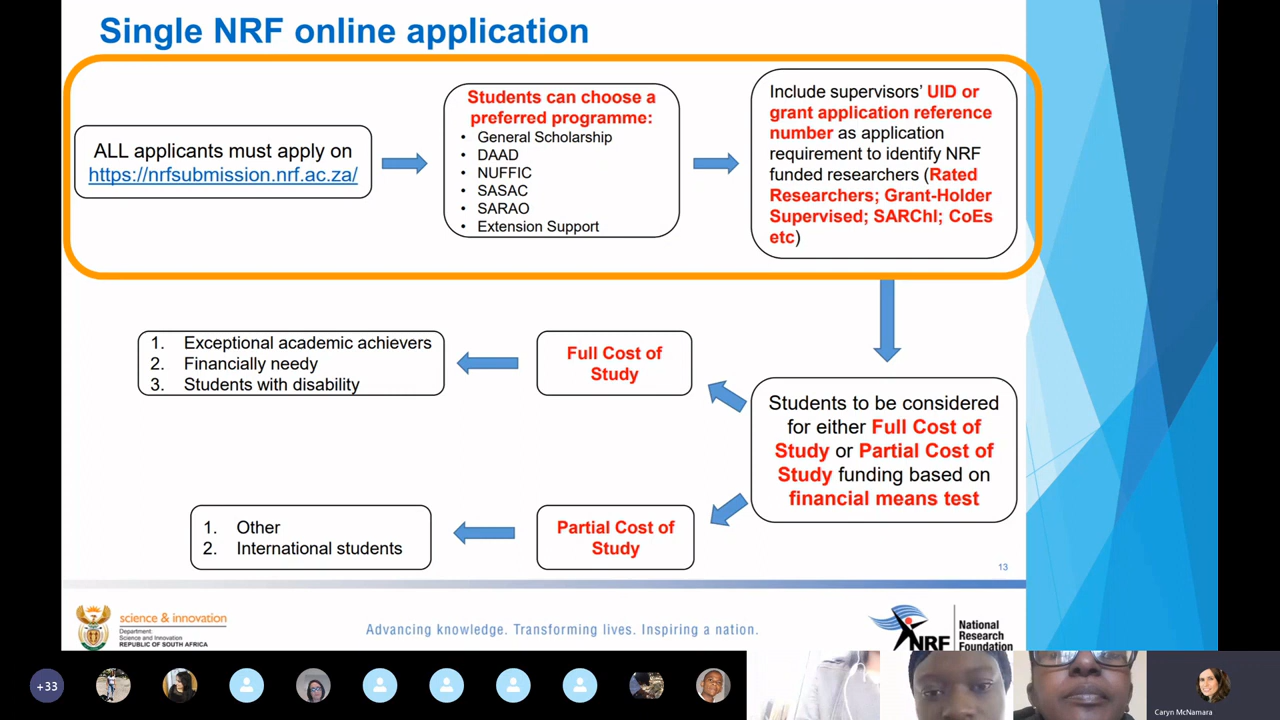 Single NRF online application
ALL applicants must apply on
https://nrfsubmission.nrf.ac.za/
Students can choose a
preferred programme:
• General Scholarship
• DAAD
• NUFFIC
• SASAC
• SARAO
• Extension Support
Include supervisors' UID or
grant application reference
number as application
requirement to identify NRF
funded researchers (Rated
Researchers; Grant-Holder
Supervised; SARChI; CoEs
etc)
1. Exceptional academic achievers
2. Financially needy
3. Students with disability
Full Cost of
Study
Students to be considered
for either Full Cost of
Study or Partial Cost of
Study funding based on
financial means test
1. Other
2. International students
Partial Cost of
Study
13
science & innovation
Department:
Science and Innovation
REPUBLIC OF SOUTH AFRICA
Advancing knowledge. Transforming lives. Inspiring a nation.
NRF
National
Research
Foundation
+33
Caryn McNamara